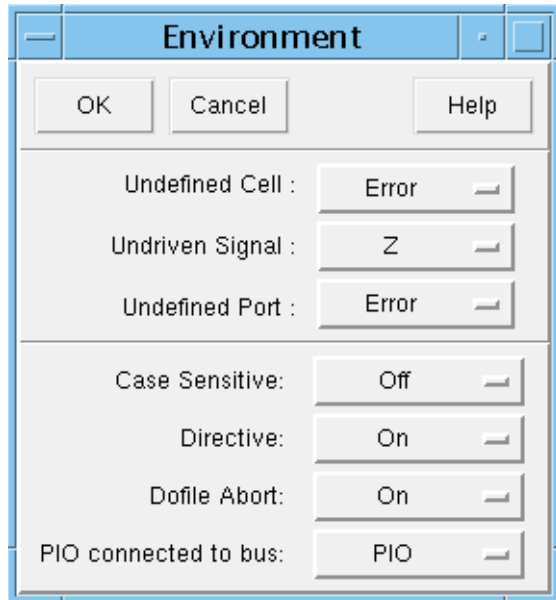 Environment
OK Cancel Help
Undefined Cell : Error
Undriven Signal : Z
Undefined Port : Error
Case Sensitive: Off
Directive: On
Dofile Abort: On
PIO connected to bus: PIO